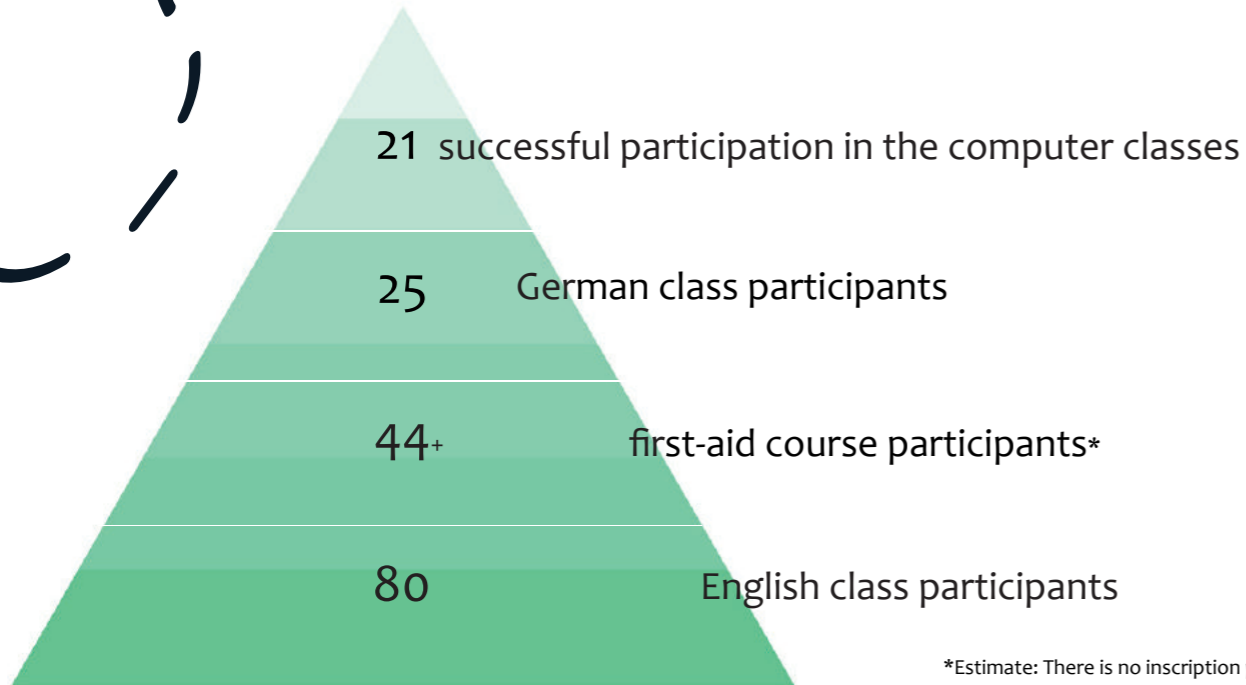 21 successful participation in the computer classes
25 German class participants
44+ first-aid course participants*
80 English class participants
*Estimate: There is no inscription